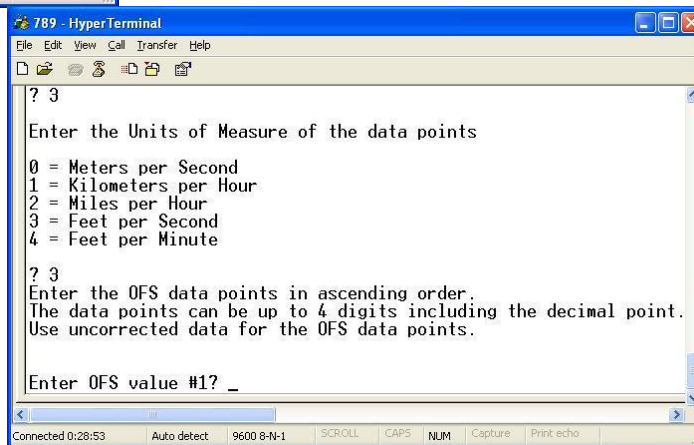 789 - HyperTerminal
File Edit View Call Transfer Help
? 3
Enter the Units of Measure of the data points
0 = Meters per Second
1 = Kilometers per Hour
2 = Miles per Hour
3 = Feet per Second
4 = Feet per Minute
? 3
Enter the OFS data points in ascending order.
The data points can be up to 4 digits including the decimal point.
Use uncorrected data for the OFS data points.
Enter OFS value #1? _
Connected 0:28:53 Auto detect 9600 8-N-1 SCROLL CAPS NUM Capture Print echo